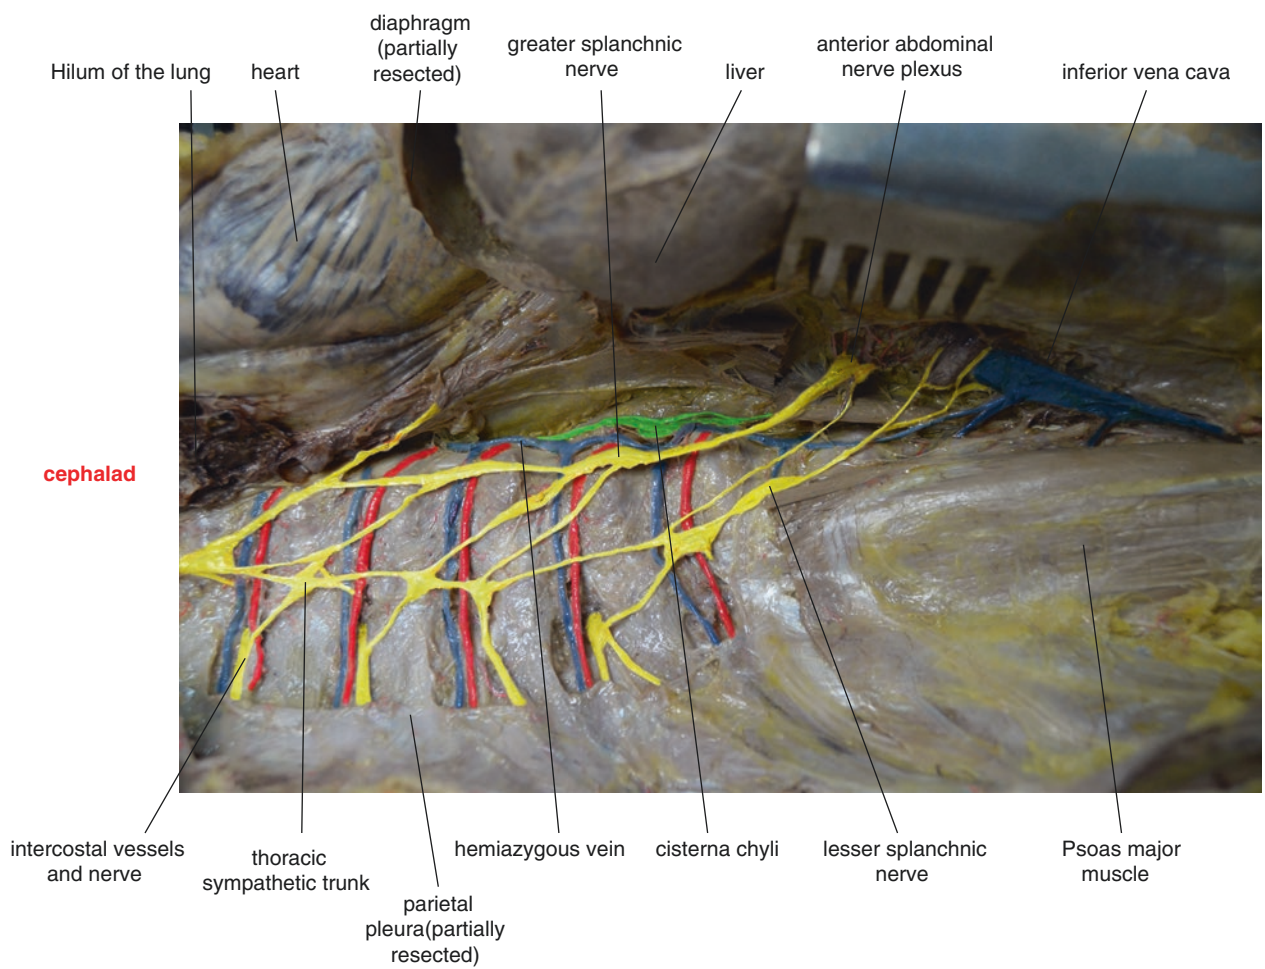 diaphragm
(partially
resected)
greater splanchnic
nerve
anterior abdominal
nerve plexus
Hilum of the lung
heart
liver
inferior vena cava
cephalad
intercostal vessels
and nerve
thoracic
sympathetic trunk
parietal
pleura(partially
resected)
hemiazygous vein
cisterna chyli
lesser splanchnic
nerve
Psoas major
muscle